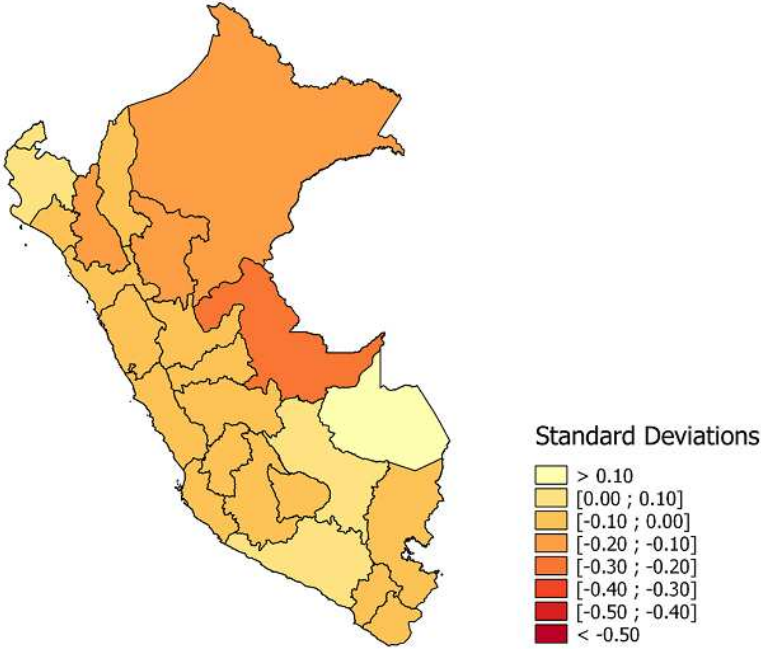 Standard Deviations
> 0.10
[0.00 ; 0.10]
[-0.10 ; 0.00]
[-0.20 ; -0.10]
[-0.30 ; -0.20]
[-0.40 ; -0.30]
[-0.50 ; -0.40]
< -0.50